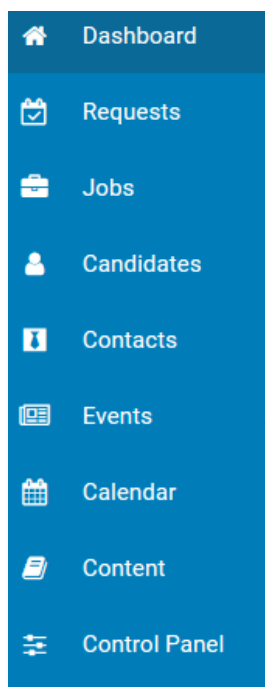 Dashboard
Requests
Jobs
Candidates
Contacts
Events
Calendar
Content
Control Panel